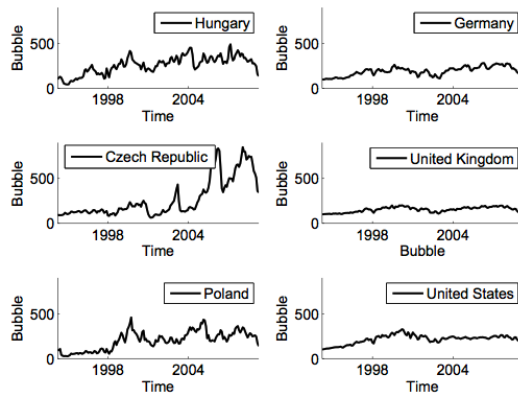 Hungary
Bubble
500
0
1998
2004
Time
Germany
Bubble
500
0
1998
2004
Time
Czech Republic
Bubble
500
0
1998
2004
Time
United Kingdom
Bubble
500
0
1998
2004
Bubble
Poland
Bubble
500
0
1998
2004
Time
United States
Bubble
500
0
1998
2004
Time